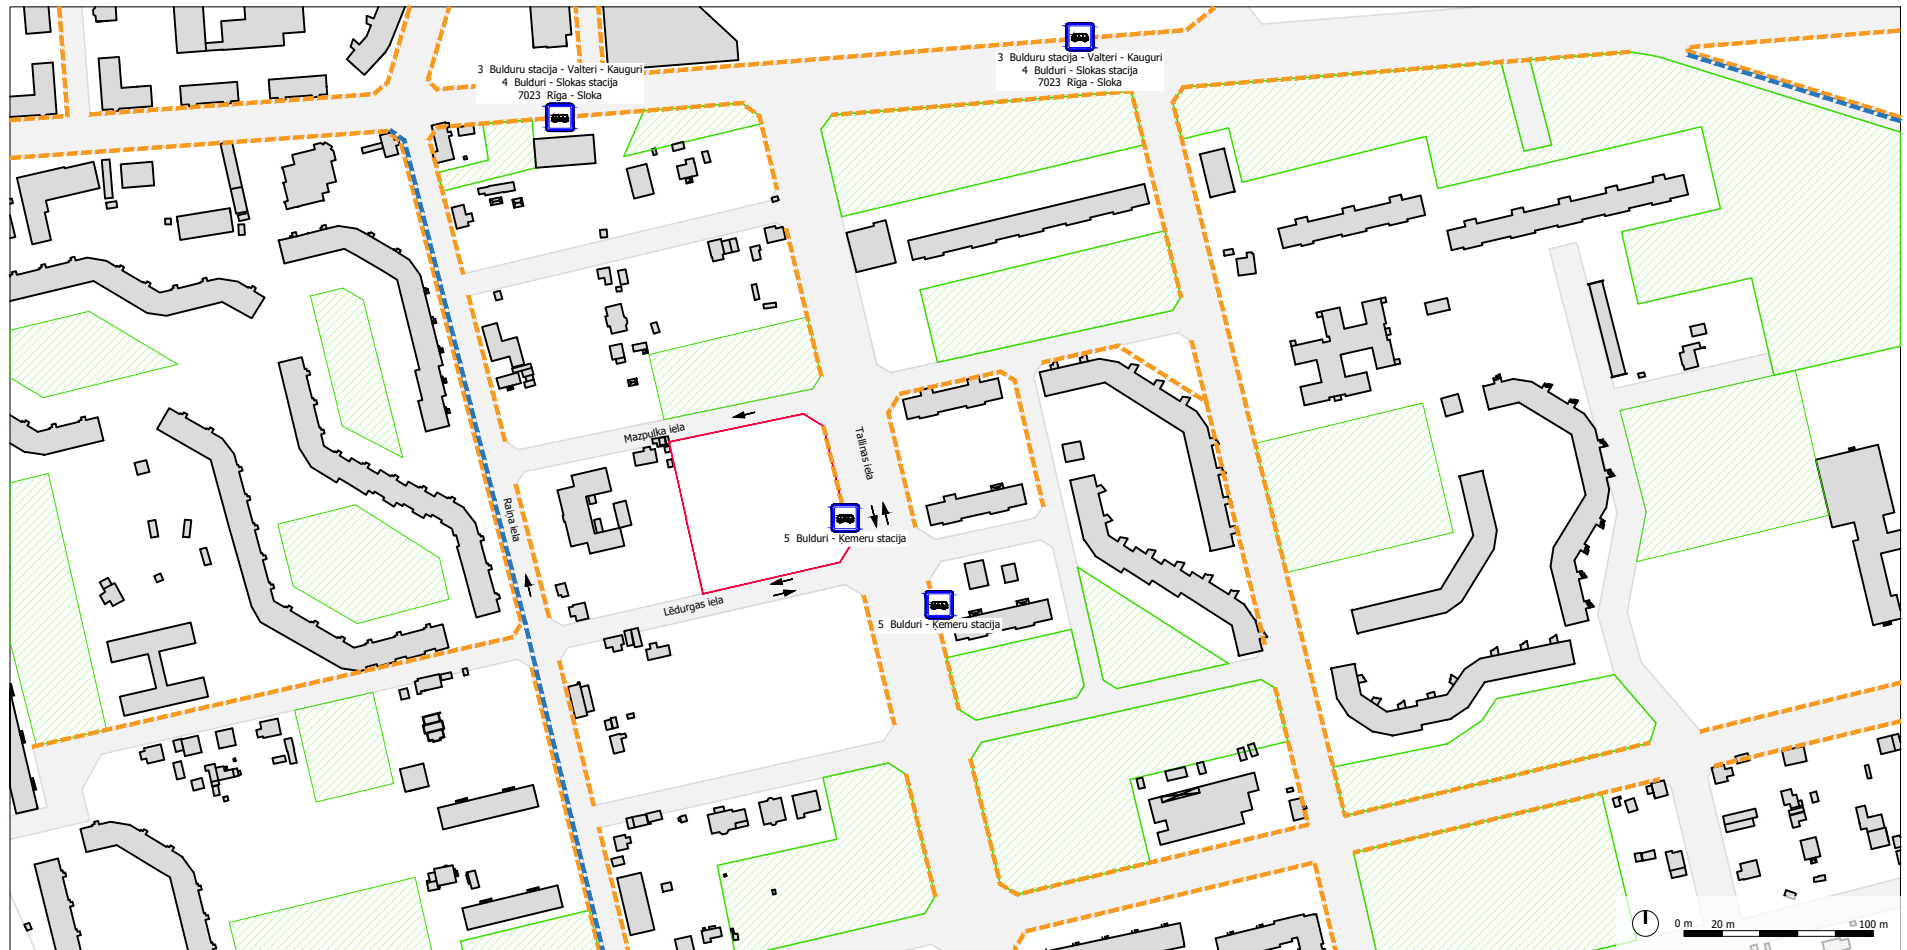 3 Bulduru stacija - Valteri - Kauguri
4 Bulduri - Slokas stacija
7023 Rīga - Sloka
3 Bulduru stacija - Valteri - Kauguri
4 Bulduri - Slokas stacija
7023 Rīga - Sloka
Mazpuļka iela
Tallinas iela
Raiņa iela
5 Bulduri - Ķemeru stacija
Lēdurgas iela
5 Bulduri - Ķemeru stacija
0 m 20 m 100 m